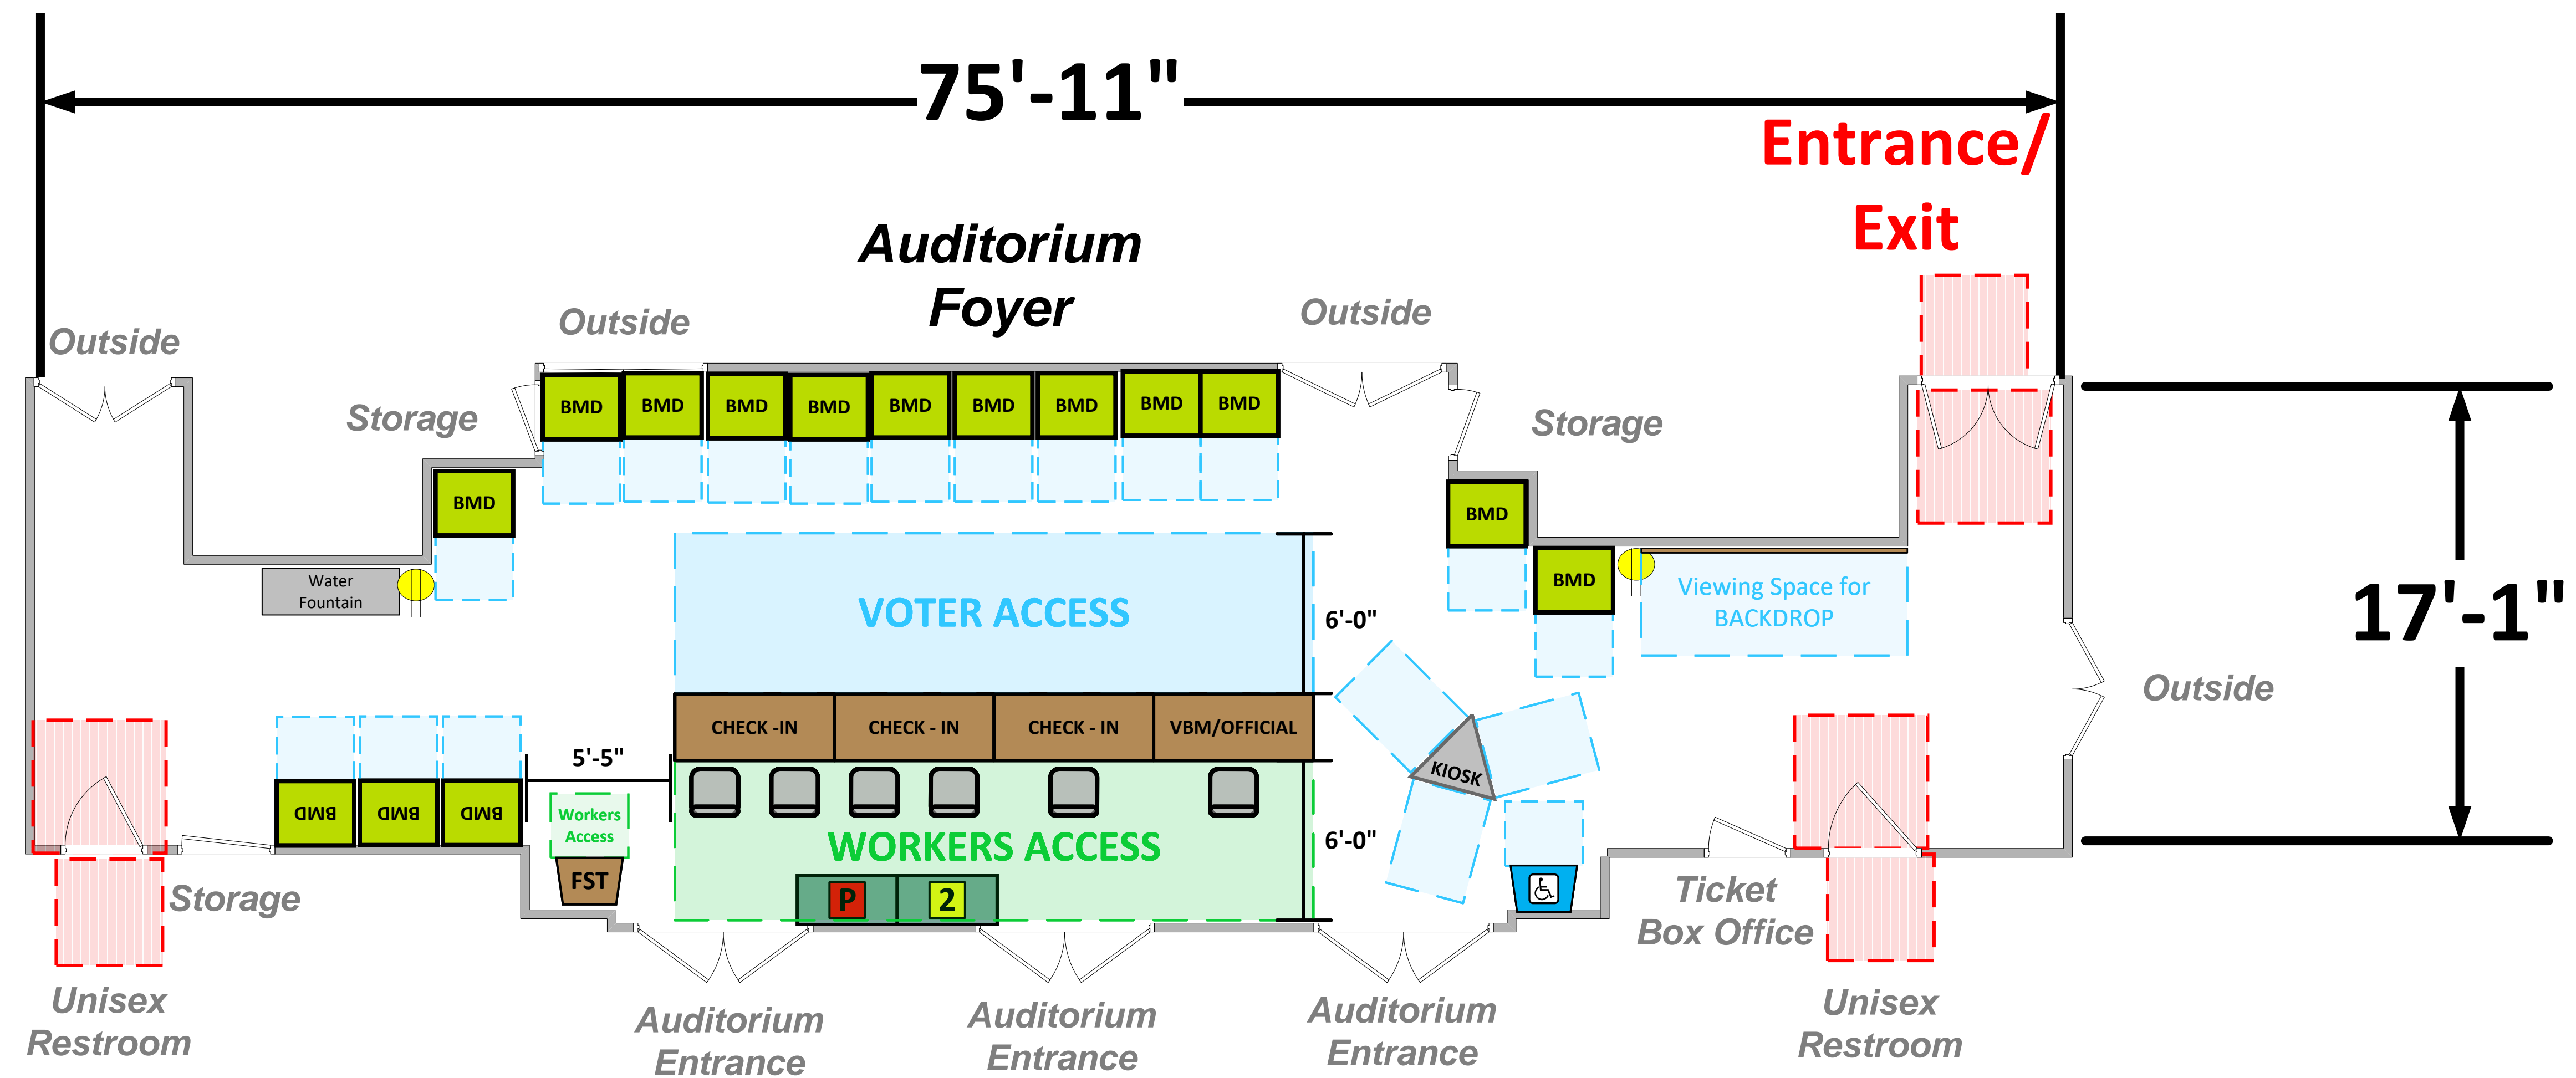 75'-11"
Entrance/
Exit
Auditorium
Foyer
Outside
Outside
Outside
Storage
Storage
BMD
BMD
BMD
BMD
BMD
BMD
BMD
BMD
BMD
BMD
BMD
BMD
Water
Fountain
VOTER ACCESS
6'-0"
Viewing Space for
BACKDROP
17'-1"
Outside
CHECK -IN
CHECK - IN
CHECK - IN
VBM/OFFICIAL
5'-5"
KIOSK
BMD
BMD
BMD
Workers
Access
WORKERS ACCESS
6'-0"
FST
P
2
Storage
Ticket
Box Office
Unisex
Restroom
Auditorium
Entrance
Auditorium
Entrance
Auditorium
Entrance
Unisex
Restroom